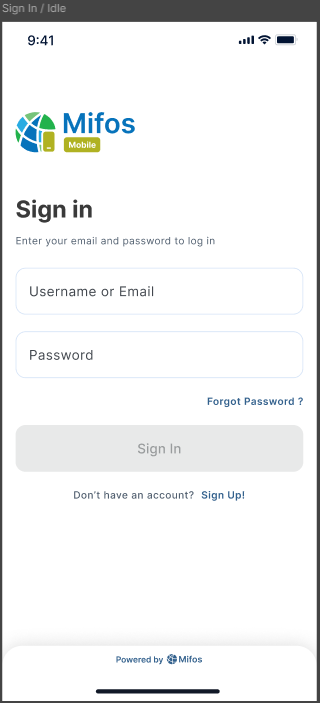 Sign In / Idle
9:41
Mifos
Mobile
Sign in
Enter your email and password to log in
Username or Email
Password
Forgot Password ?
Sign In
Don't have an account? Sign Up!
Powered by Mifos